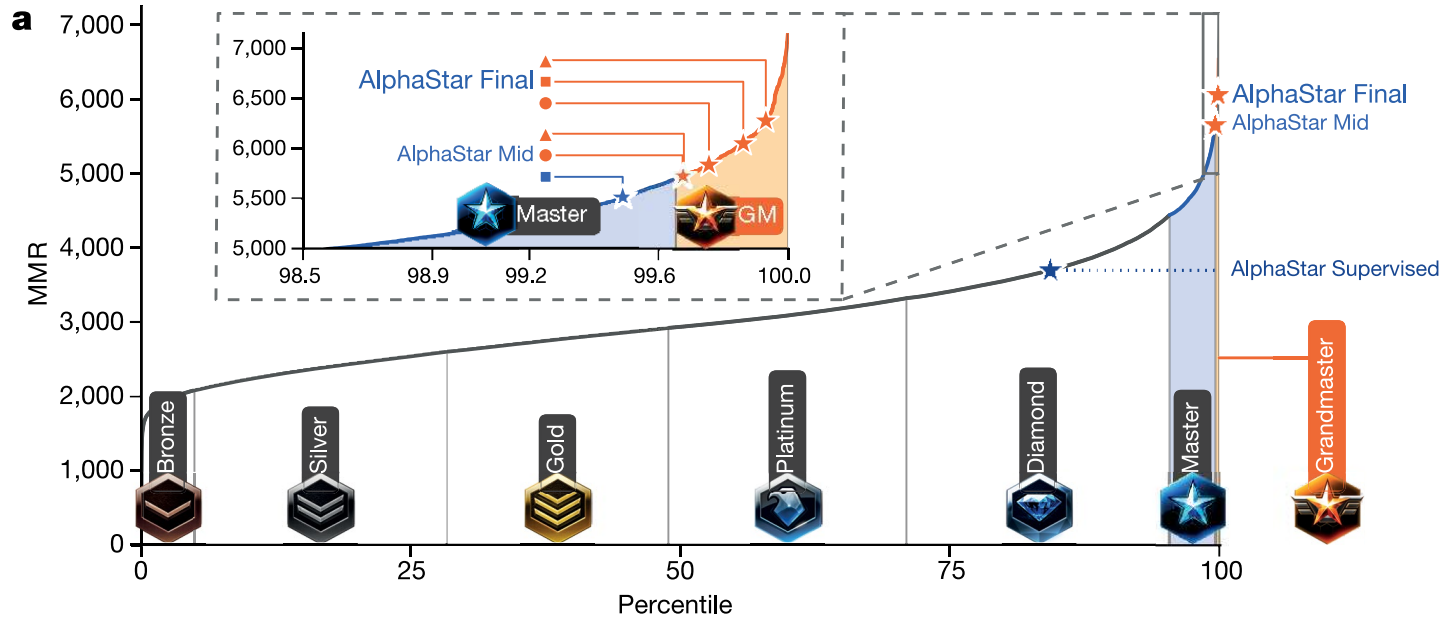 a
7,000
6,000
5,000
4,000
3,000
2,000
1,000
0
MMR
7,000
6,500
6,000
5,500
5,000
AlphaStar Final
AlphaStar Mid
Master
GM
98.5 98.9 99.2 99.6 100.0
AlphaStar Final
AlphaStar Mid
AlphaStar Supervised
Bronze
Silver
Gold
Platinum
Diamond
Master
Grandmaster
0 25 50 75 100
Percentile